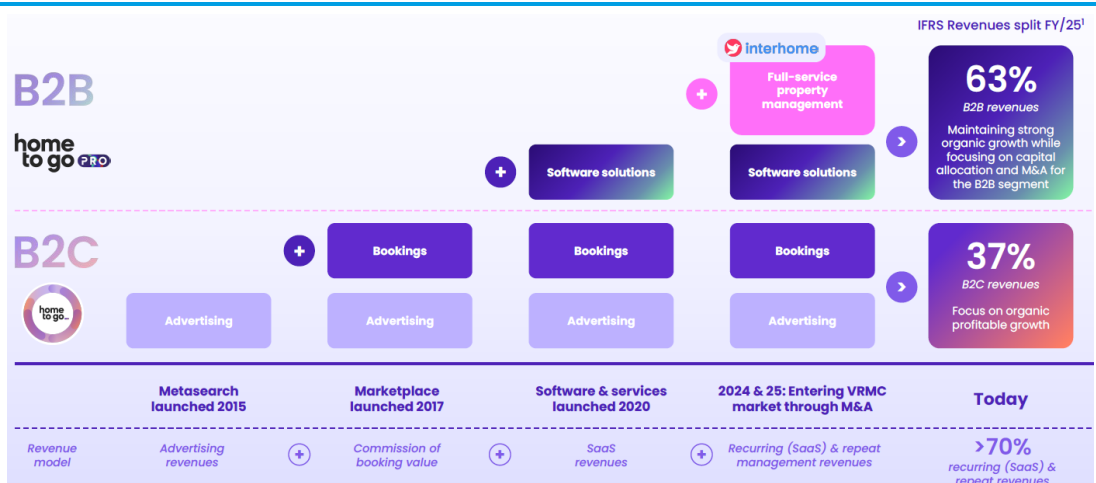 IFRS Revenues split FY/25¹
B2B
home
to go PRO
interhome
Full-service
property
management
Software solutions
Software solutions
63%
B2B revenues
Maintaining strong
organic growth while
focusing on capital
allocation and M&A for
the B2B segment
B2C
home
to go_
Bookings
Bookings
Bookings
Advertising
Advertising
Advertising
Advertising
37%
B2C revenues
Focus on organic
profitable growth
Metasearch
launched 2015
Marketplace
launched 2017
Software & services
launched 2020
2024 & 25: Entering VRMC
market through M&A
Today
Revenue
model
Advertising
revenues
Commission of
booking value
SaaS
revenues
Recurring (SaaS) & repeat
management revenues
>70%
recurring (SaaS) &
repeat revenues